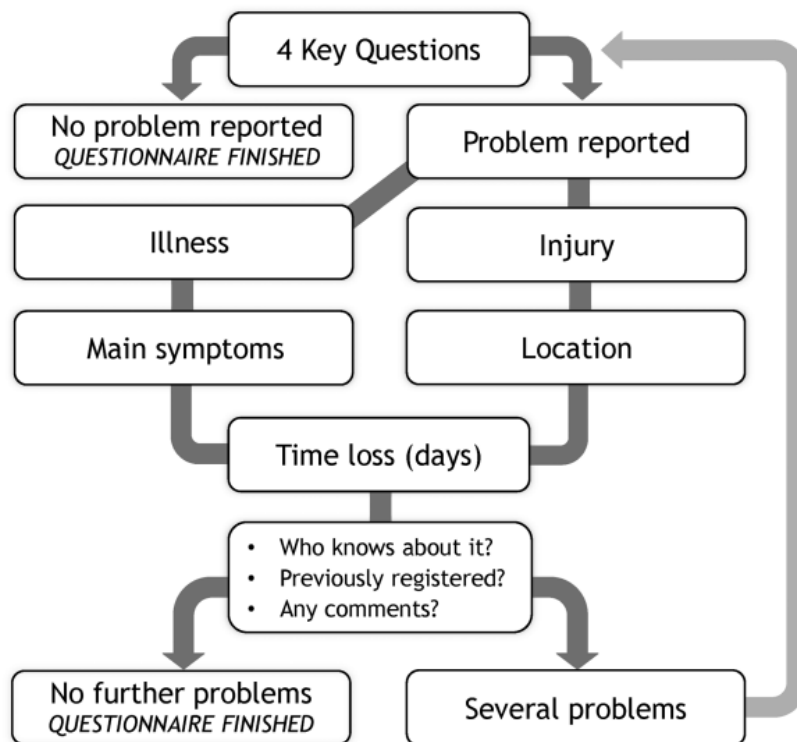 4 Key Questions
No problem reported
QUESTIONNAIRE FINISHED
Problem reported
Illness
Injury
Main symptoms
Location
Time loss (days)
• Who knows about it?
• Previously registered?
• Any comments?
No further problems
QUESTIONNAIRE FINISHED
Several problems